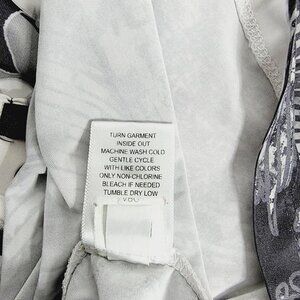 TURN GARMENT
INSIDE OUT
MACHINE WASH COLD
GENTLE CYCLE
WITH LIKE COLORS
ONLY NON-CHLORINE
BLEACH IF NEEDED
TUMBLE DRY LOW